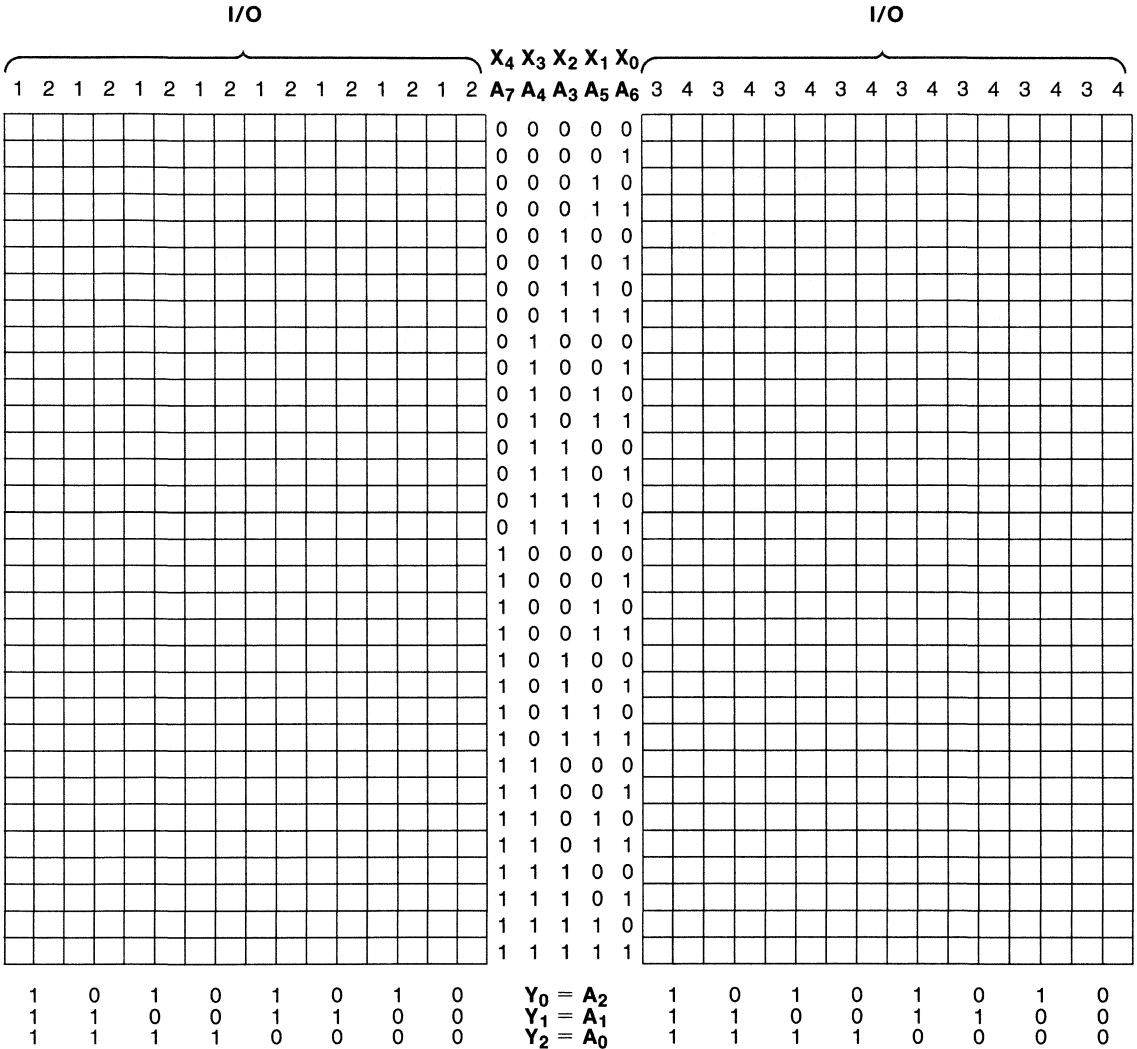 I/O I/O
X4 X3 X2 X1 X0
1 2 1 2 1 2 1 2 1 2 1 2 1 2 1 2 A7 A4 A3 A5 A6 3 4 3 4 3 4 3 4 3 4 3 4 3 4 3 4
0 0 0 0 0
0 0 0 0 1
0 0 0 1 0
0 0 0 1 1
0 0 1 0 0
0 0 1 0 1
0 0 1 1 0
0 0 1 1 1
0 1 0 0 0
0 1 0 0 1
0 1 0 1 0
0 1 0 1 1
0 1 1 0 0
0 1 1 0 1
0 1 1 1 0
0 1 1 1 1
1 0 0 0 0
1 0 0 0 1
1 0 0 1 0
1 0 0 1 1
1 0 1 0 0
1 0 1 0 1
1 0 1 1 0
1 0 1 1 1
1 1 0 0 0
1 1 0 0 1
1 1 0 1 0
1 1 0 1 1
1 1 1 0 0
1 1 1 0 1
1 1 1 1 0
1 1 1 1 1
1 0 1 0 1 0 1 0 Y0 = A2 1 0 1 0 1 0 1 0
1 1 0 0 1 1 0 0 Y1 = A1 1 1 0 0 1 1 0 0
1 1 1 1 0 0 0 0 Y2 = A0 1 1 1 1 0 0 0 0